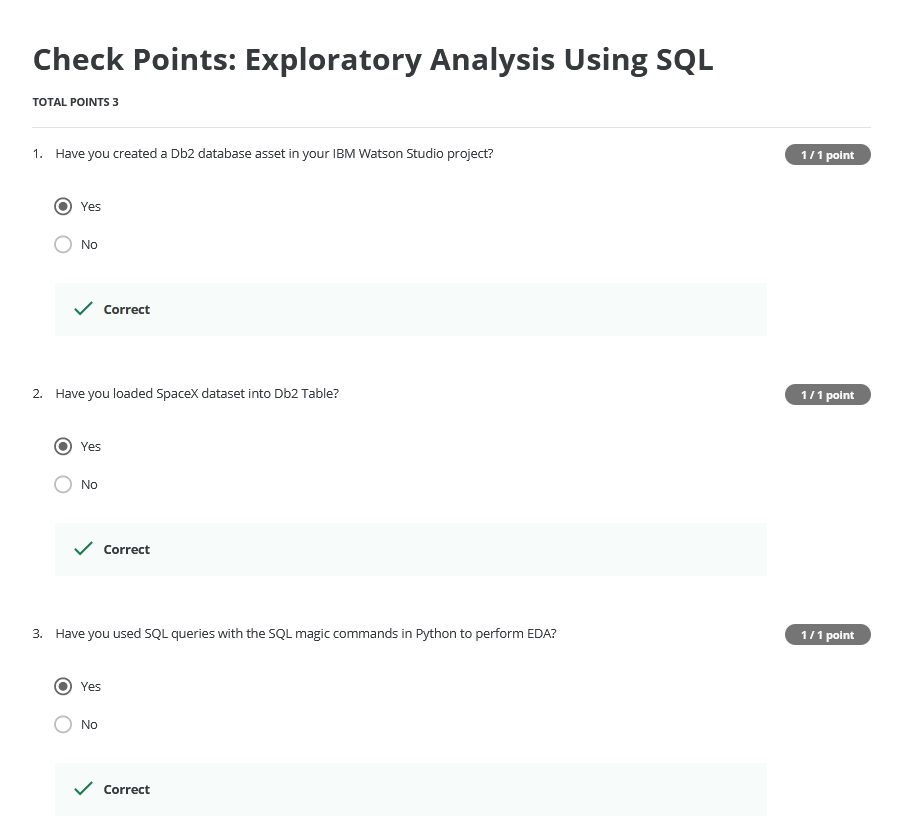 Check Points: Exploratory Analysis Using SQL
TOTAL POINTS 3
1. Have you created a Db2 database asset in your IBM Watson Studio project? 1 / 1 point
Yes
No
Correct
2. Have you loaded SpaceX dataset into Db2 Table? 1 / 1 point
Yes
No
Correct
3. Have you used SQL queries with the SQL magic commands in Python to perform EDA? 1 / 1 point
Yes
No
Correct